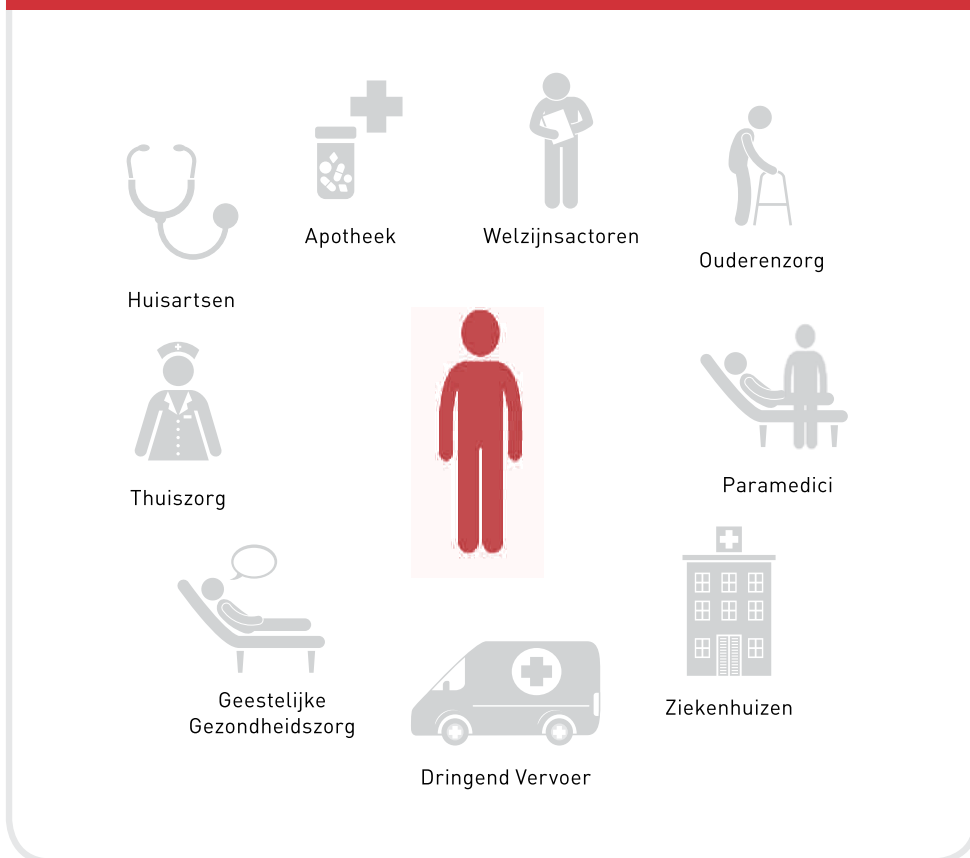 Apotheek
Welzijnsactoren
Ouderenzorg
Huisartsen
Thuiszorg
Paramedici
Geestelijke
Gezondheidszorg
Ziekenhuizen
Dringend Vervoer